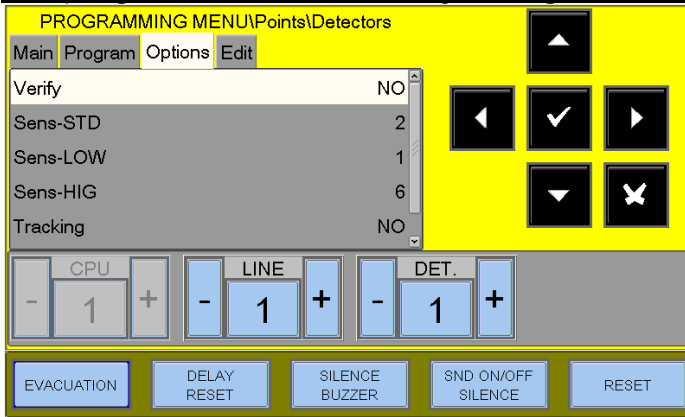 PROGRAMMING MENU\Points\Detectors
Main Program Options Edit
Verify NO
Sens-STD 2
Sens-LOW 1
Sens-HIG 6
Tracking NO
CPU LINE DET.
- 1 + - 1 + - 1 +
EVACUATION DELAY RESET SILENCE BUZZER SND ON/OFF SILENCE RESET